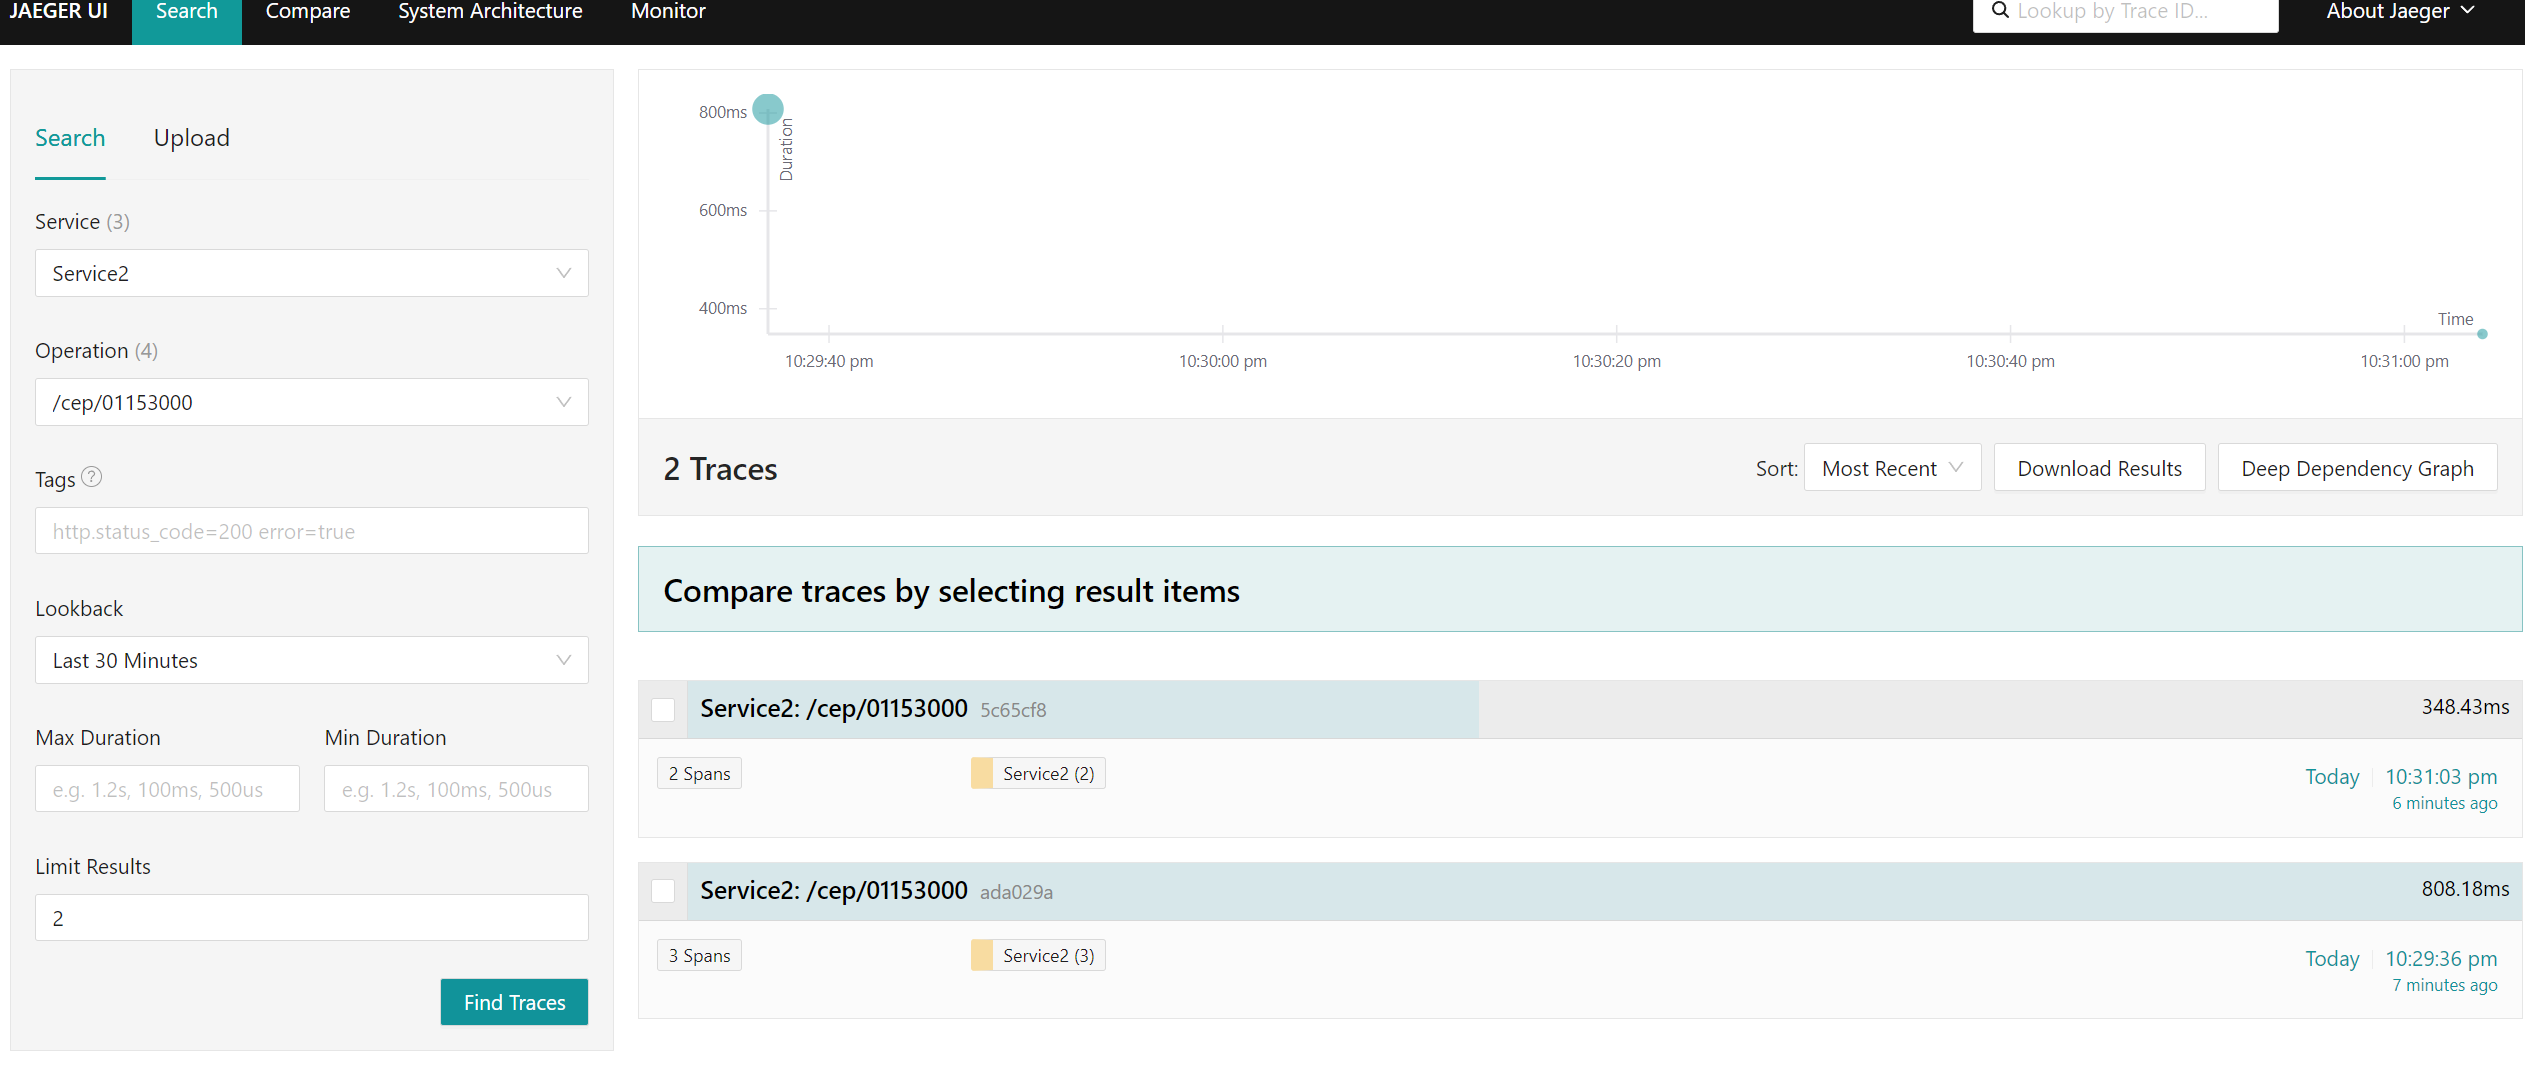 JAEGER UI Search Compare System Architecture Monitor Lookup by Trace ID... About Jaeger
Search Upload
Service (3)
Service2
Operation (4)
/cep/01153000
Tags ?
http.status_code=200 error=true
Lookback
Last 30 Minutes
Max Duration Min Duration
e.g. 1.2s, 100ms, 500us e.g. 1.2s, 100ms, 500us
Limit Results
2
Find Traces
800ms
Duration
600ms
400ms
Time
10:29:40 pm 10:30:00 pm 10:30:20 pm 10:30:40 pm 10:31:00 pm
2 Traces Sort: Most Recent Download Results Deep Dependency Graph
Compare traces by selecting result items
Service2: /cep/01153000 5c65cf8 348.43ms
2 Spans Service2 (2) Today 10:31:03 pm
6 minutes ago
Service2: /cep/01153000 ada029a 808.18ms
3 Spans Service2 (3) Today 10:29:36 pm
7 minutes ago